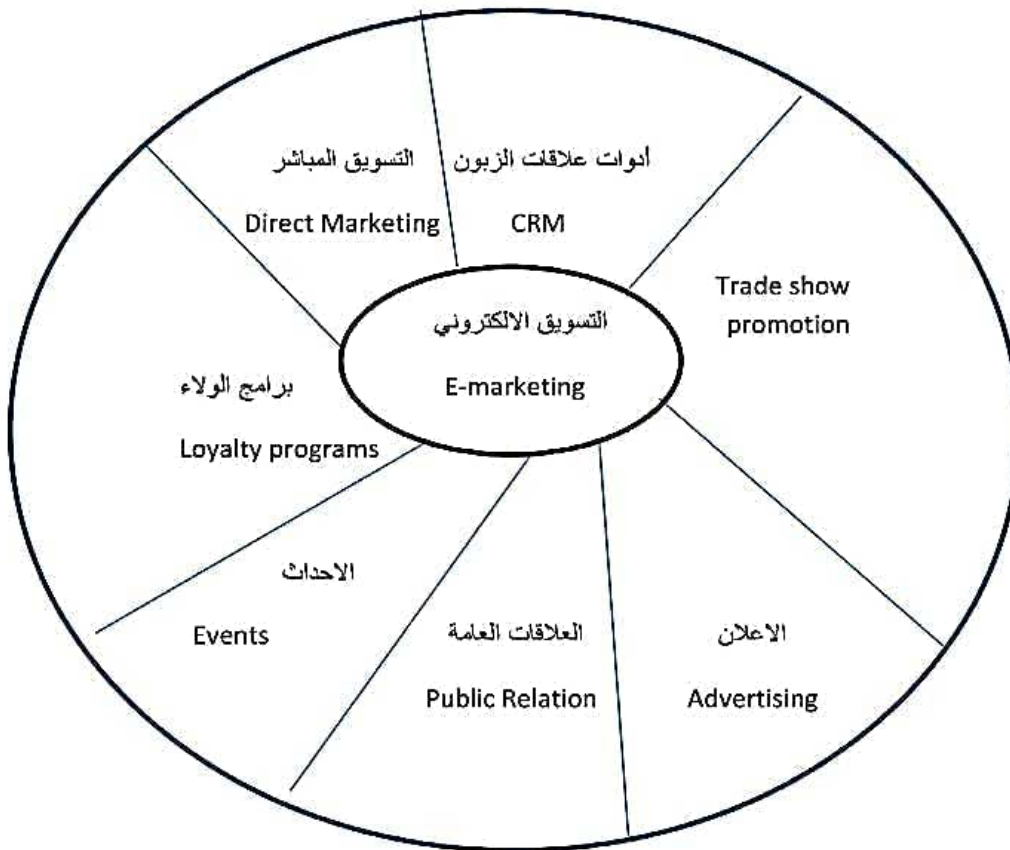 التسويق المباشر
Direct Marketing
أدوات علاقات الزبون
CRM
Trade show
promotion
التسويق الالكتروني
E-marketing
برامج الولاء
Loyalty programs
الاحداث
Events
العلاقات العامة
Public Relation
الاعلان
Advertising